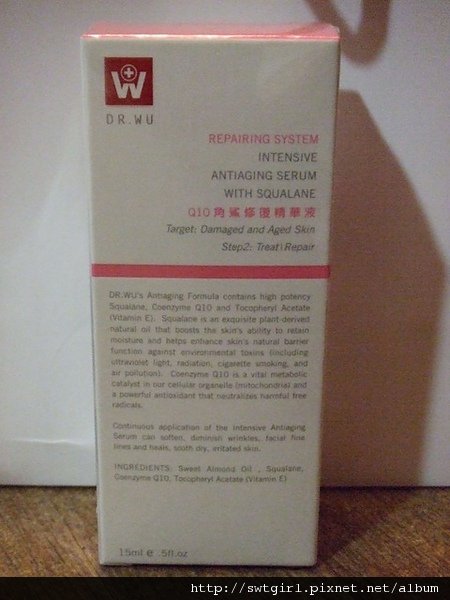 W
DR.WU
REPAIRING SYSTEM
INTENSIVE
ANTIAGING SERUM
WITH SQUALANE
Q10角鯊修復精華液
Target: Damaged and Aged Skin
Step2: Treat\Repair
DR.WU's Antiaging Formula contains high potency
Squalane, Coenzyme Q10 and Tocopheryl Acetate
(Vitamin E). Squalane is an exquisite plant-derived
natural oil that boosts the skin's ability to retain
moisture and helps enhance skin's natural barrier
function against environmental toxins (including
ultraviolet light, radiation, cigarette smoking, and
air pollution). Coenzyme Q10 is a vital metabolic
catalyst in our cellular organelle (mitochondria) and
a powerful antioxidant that neutralizes harmful free
radicals.
Continuous application of the Intensive Antiaging
Serum can soften, diminish wrinkles, facial fine
lines and heals, sooth dry, irritated skin.
INGREDIENTS: Sweet Almond Oil , Squalane,
Coenzyme Q10, Tocopheryl Acetate (Vitamin E)
15ml e .5fl.oz
http://swtgirl.pixnet.net/album